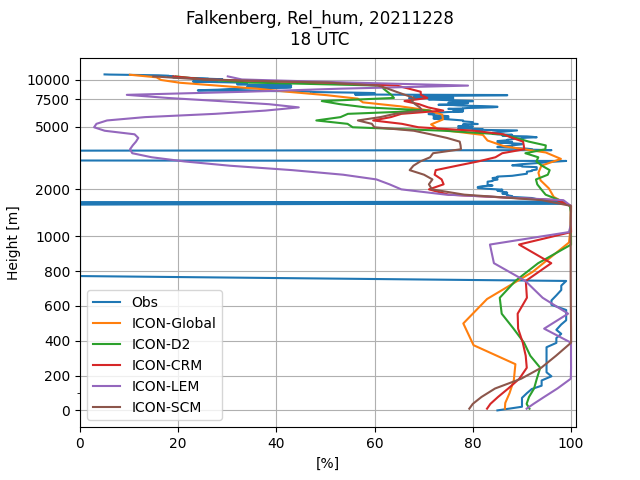 Falkenberg, Rel_hum, 20211228
18 UTC
10000
7500
5000
2000
1000
800
600
400
200
0
Height [m]
Obs
ICON-Global
ICON-D2
ICON-CRM
ICON-LEM
ICON-SCM
0 20 40 60 80 100
[%]